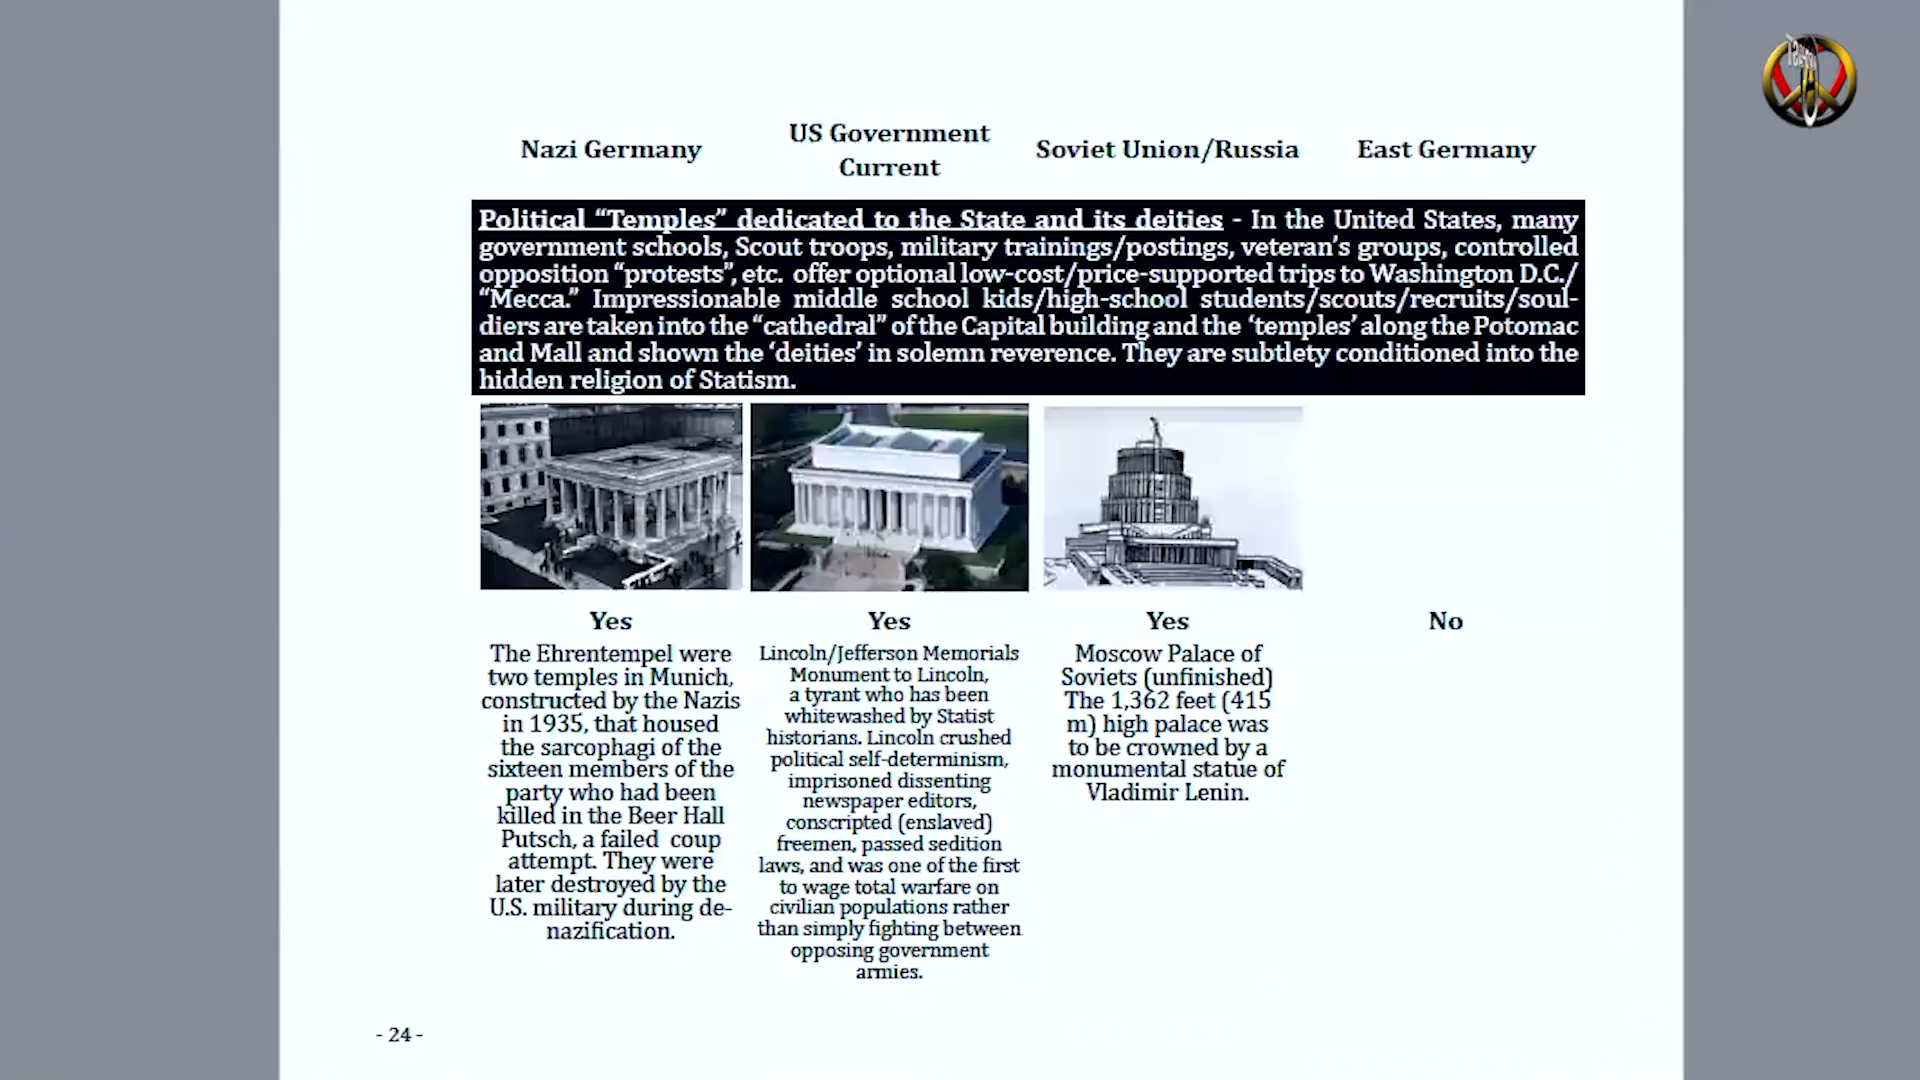 Nazi Germany
US Government
Current
Soviet Union/Russia
East Germany
Political “Temples” dedicated to the State and its deities - In the United States, many
government schools, Scout troops, military trainings/postings, veteran’s groups, controlled
opposition “protests”, etc. offer optional low-cost/price-supported trips to Washington D.C./
“Mecca.” Impressionable middle school kids/high-school students/scouts/recruits/soul-
diers are taken into the “cathedral” of the Capital building and the ‘temples’ along the Potomac
and Mall and shown the ‘deities’ in solemn reverence. They are subtlety conditioned into the
hidden religion of Statism.
Yes
The Ehrentempel were
two temples in Munich,
constructed by the Nazis
in 1935, that housed
the sarcophagi of the
sixteen members of the
party who had been
killed in the Beer Hall
Putsch, a failed coup
attempt. They were
later destroyed by the
U.S. military during de-
nazification.
Yes
Lincoln/Jefferson Memorials
Monument to Lincoln,
a tyrant who has been
whitewashed by Statist
historians. Lincoln crushed
political self-determinism,
imprisoned dissenting
newspaper editors,
conscripted (enslaved)
freemen, passed sedition
laws, and was one of the first
to wage total warfare on
civilian populations rather
than simply fighting between
opposing government
armies.
Yes
Moscow Palace of
Soviets (unfinished)
The 1,362 feet (415
m) high palace was
to be crowned by a
monumental statue of
Vladimir Lenin.
No
- 24 -